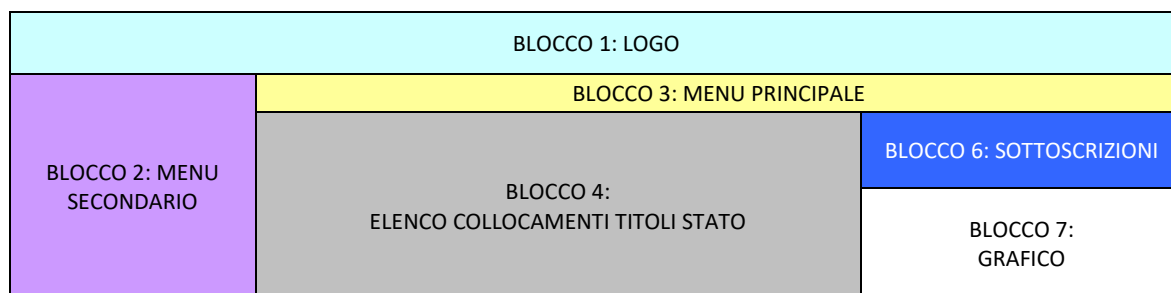 BLOCCO 1: LOGO
BLOCCO 2: MENU
SECONDARIO
BLOCCO 3: MENU PRINCIPALE
BLOCCO 4:
ELENCO COLLOCAMENTI TITOLI STATO
BLOCCO 6: SOTTOSCRIZIONI
BLOCCO 7:
GRAFICO